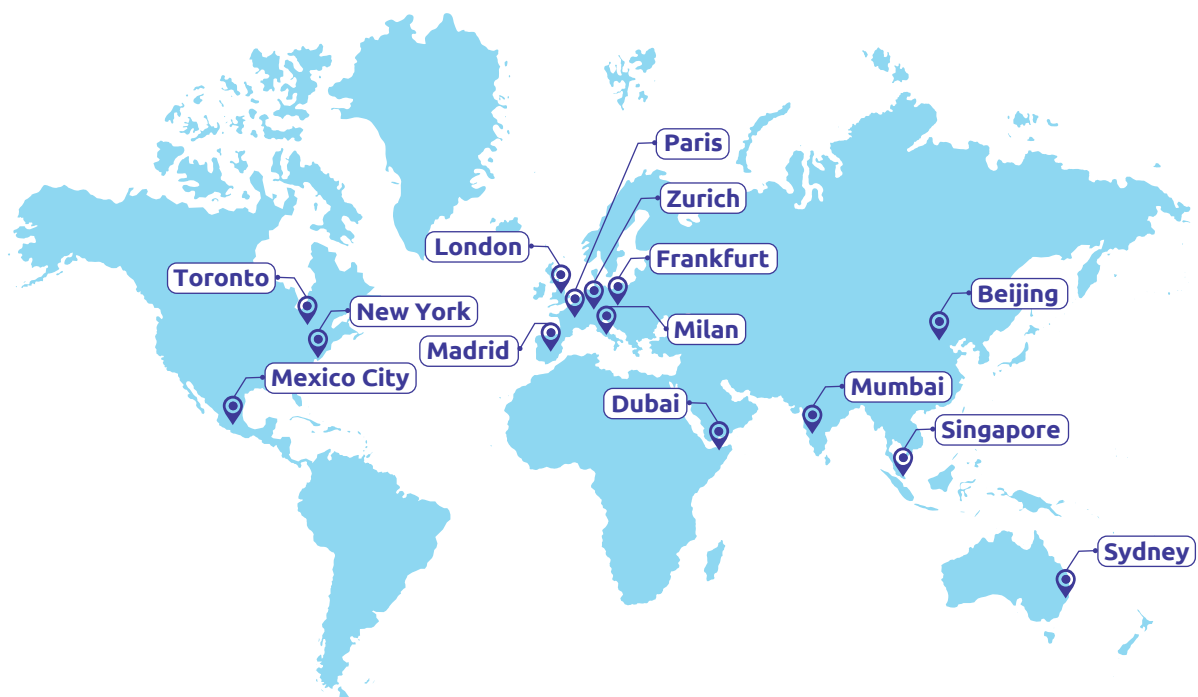 Paris
Zurich
London
Frankfurt
Toronto
Beijing
New York
Milan
Madrid
Mexico City
Mumbai
Dubai
Singapore
Sydney